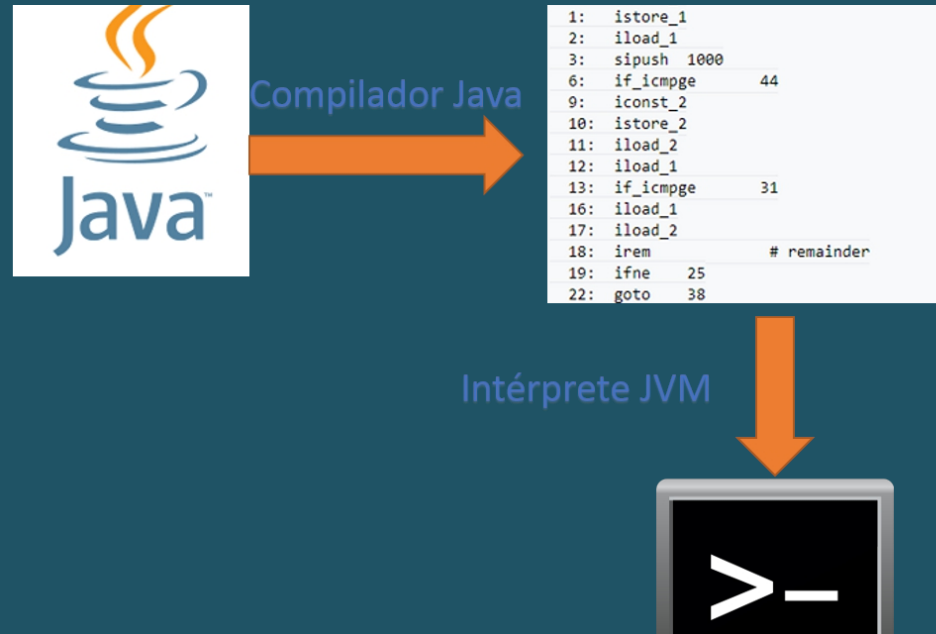 Java™
Compilador Java
1: istore_1
2: iload_1
3: sipush 1000
6: if_icmpge 44
9: iconst_2
10: istore_2
11: iload_2
12: iload_1
13: if_icmpge 31
16: iload_1
17: iload_2
18: irem # remainder
19: ifne 25
22: goto 38
Intérprete JVM
>_